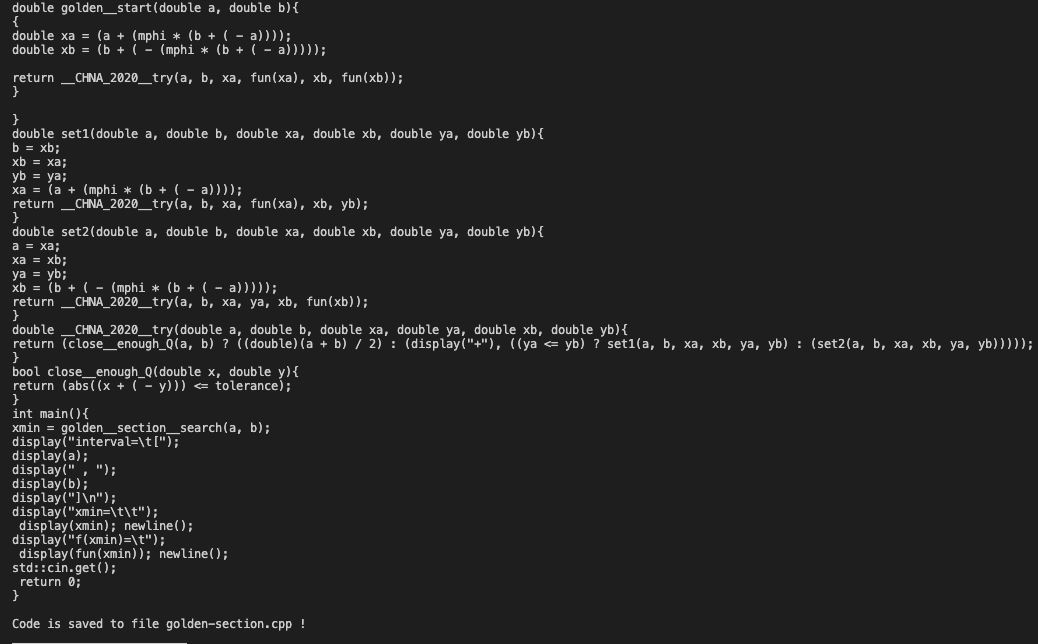 double golden__start(double a, double b){
{
double xa = (a + (mphi * (b + ( - a))));
double xb = (b + ( - (mphi * (b + ( - a)))));
return __CHNA_2020__try(a, b, xa, fun(xa), xb, fun(xb));
}
}
double set1(double a, double b, double xa, double xb, double ya, double yb){
b = xb;
xb = xa;
yb = ya;
xa = (a + (mphi * (b + ( - a))));
return __CHNA_2020__try(a, b, xa, fun(xa), xb, yb);
}
double set2(double a, double b, double xa, double xb, double ya, double yb){
a = xa;
xa = xb;
ya = yb;
xb = (b + ( - (mphi * (b + ( - a)))));
return __CHNA_2020__try(a, b, xa, ya, xb, fun(xb));
}
double __CHNA_2020__try(double a, double b, double xa, double ya, double xb, double yb){
return (close__enough_Q(a, b) ? ((double)(a + b) / 2) : (display("+"), ((ya <= yb) ? set1(a, b, xa, xb, ya, yb) : (set2(a, b, xa, xb, ya, yb)))));
}
bool close__enough_Q(double x, double y){
return (abs((x + ( - y))) <= tolerance);
}
int main(){
xmin = golden__section__search(a, b);
display("interval=\t[");
display(a);
display(" , ");
display(b);
display("]\n");
display("xmin=\t\t");
display(xmin); newline();
display("f(xmin)=\t");
display(fun(xmin)); newline();
std::cin.get();
return 0;
}
Code is saved to file golden-section.cpp !